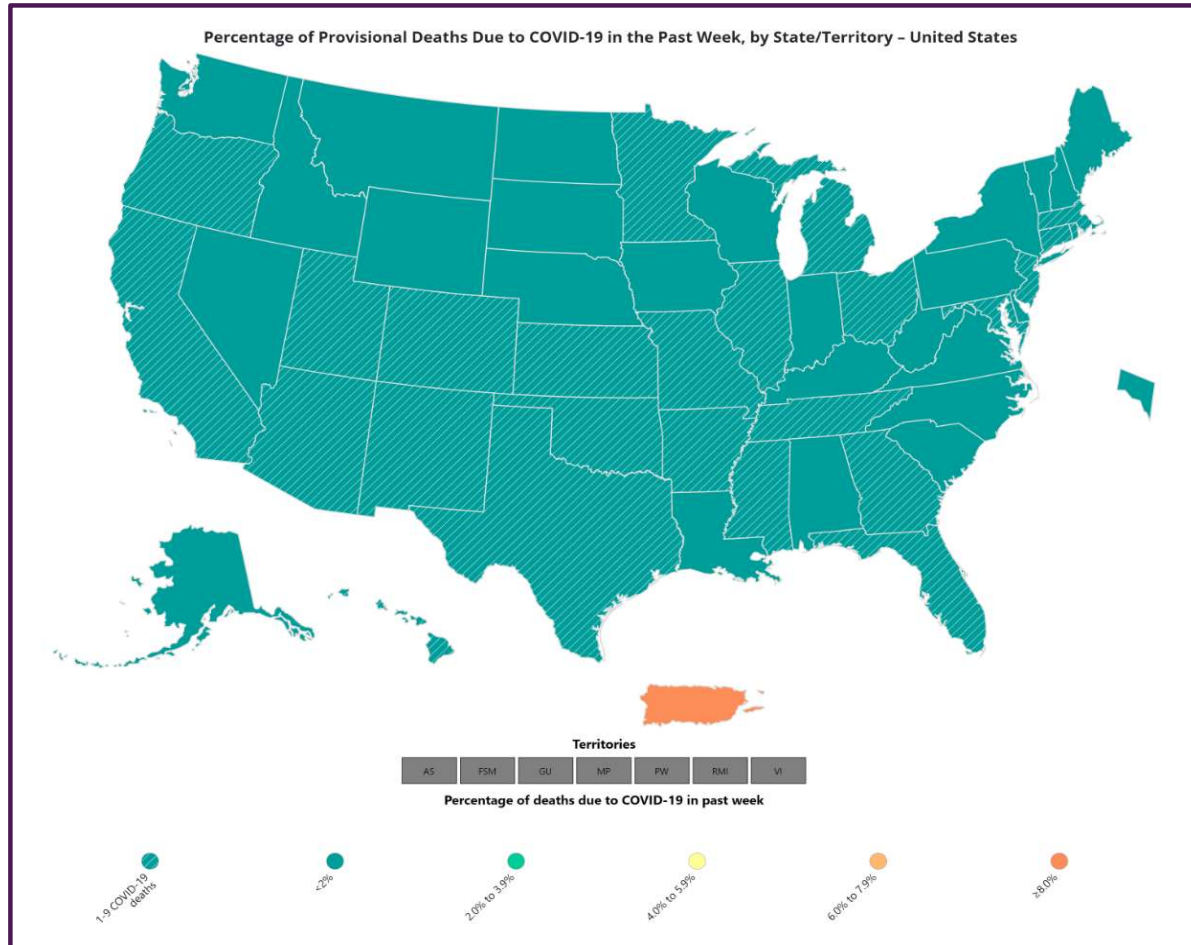 Percentage of Provisional Deaths Due to COVID-19 in the Past Week, by State/Territory – United States
Territories
AS FSM GU MP PW RMI VI
Percentage of deaths due to COVID-19 in past week
1-9 COVID-19
deaths
<2%
2.0% to 3.9%
4.0% to 5.9%
6.0% to 7.9%
≥8.0%